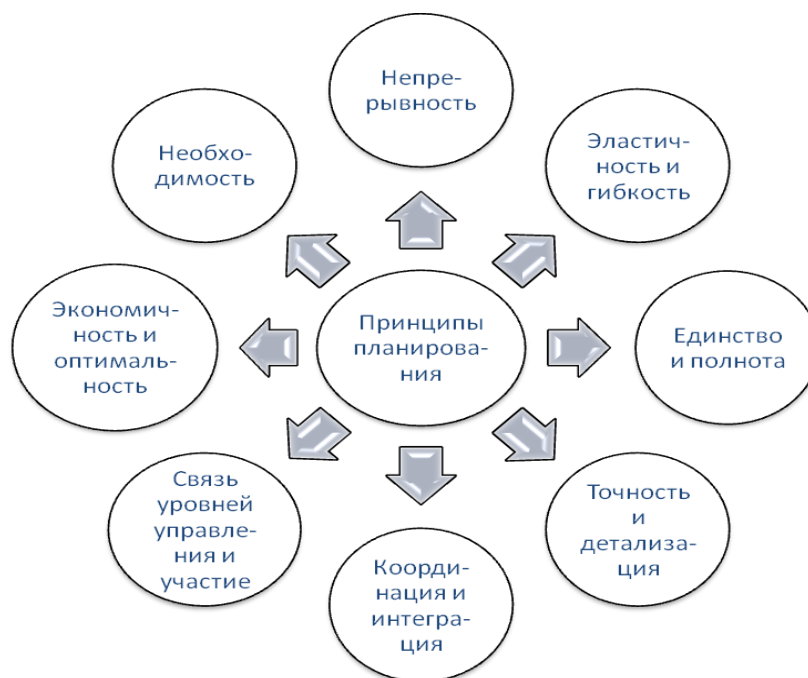 Непре-
рывность
Эластич-
ность и
гибкость
Необхо-
димость
Экономич-
ность и
оптималь-
ность
Принципы
планирова-
ния
Единство
и полнота
Связь
уровней
управле-
ния и
участие
Точность
и
детализа-
ция
Коорди-
нация и
интегра-
ция